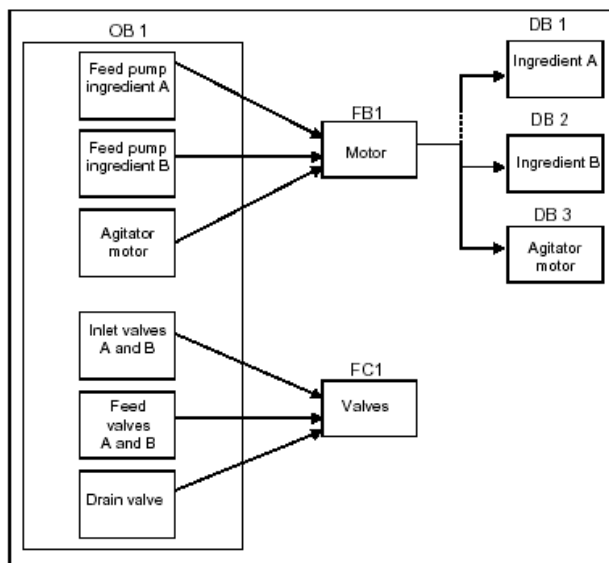 OB 1
Feed pump
ingredient A
Feed pump
ingredient B
Agitator
motor
Inlet valves
A and B
Feed
valves
A and B
Drain valve
FB1
Motor
FC1
Valves
DB 1
Ingredient A
DB 2
Ingredient B
DB 3
Agitator
motor